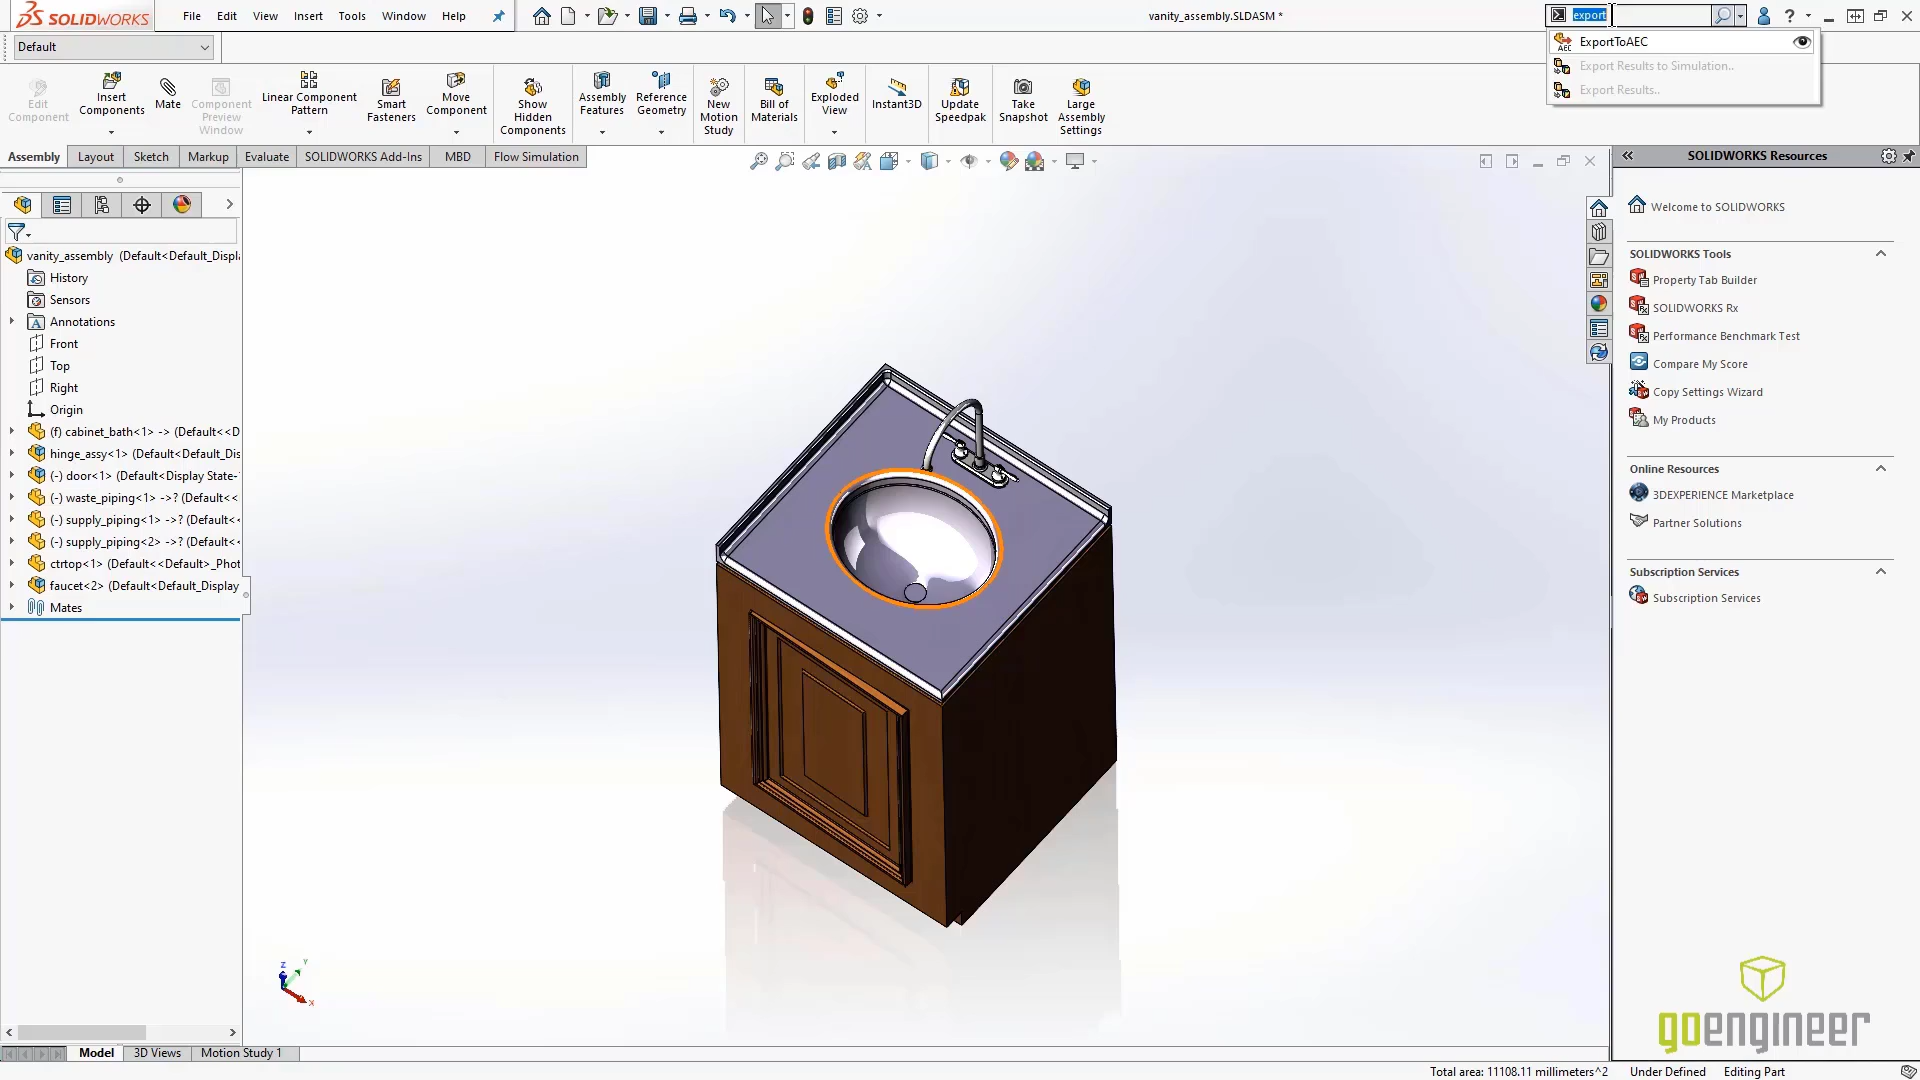 SOLIDWORKS
File Edit View Insert Tools Window Help
vanity_assembly.SLDASM *
export
Default
ExportToAEC
Export Results to Simulation..
Export Results..
Edit Component
Insert Components
Mate
Component Preview Window
Linear Component Pattern
Smart Fasteners
Move Component
Show Hidden Components
Assembly Features
Reference Geometry
New Motion Study
Bill of Materials
Exploded View
Instant3D
Update Speedpak
Take Snapshot
Large Assembly Settings
Assembly Layout Sketch Markup Evaluate SOLIDWORKS Add-Ins MBD Flow Simulation
vanity_assembly (Default<Default_Displ
History
Sensors
Annotations
Front
Top
Right
Origin
(f) cabinet_bath<1> -> (Default<<D
hinge_assy<1> (Default<Default_Dis
(-) door<1> (Default<Display State-
(-) waste_piping<1> ->? (Default<<
(-) supply_piping<1> ->? (Default<
(-) supply_piping<2> ->? (Default<
ctrtop<1> (Default<<Default>_Phot
faucet<2> (Default<Default_Display
Mates
SOLIDWORKS Resources
Welcome to SOLIDWORKS
SOLIDWORKS Tools
Property Tab Builder
SOLIDWORKS Rx
Performance Benchmark Test
Compare My Score
Copy Settings Wizard
My Products
Online Resources
3DEXPERIENCE Marketplace
Partner Solutions
Subscription Services
Subscription Services
Z
Y
X
goengineer
Model 3D Views Motion Study 1
Total area: 11108.11 millimeters^2 Under Defined Editing Part